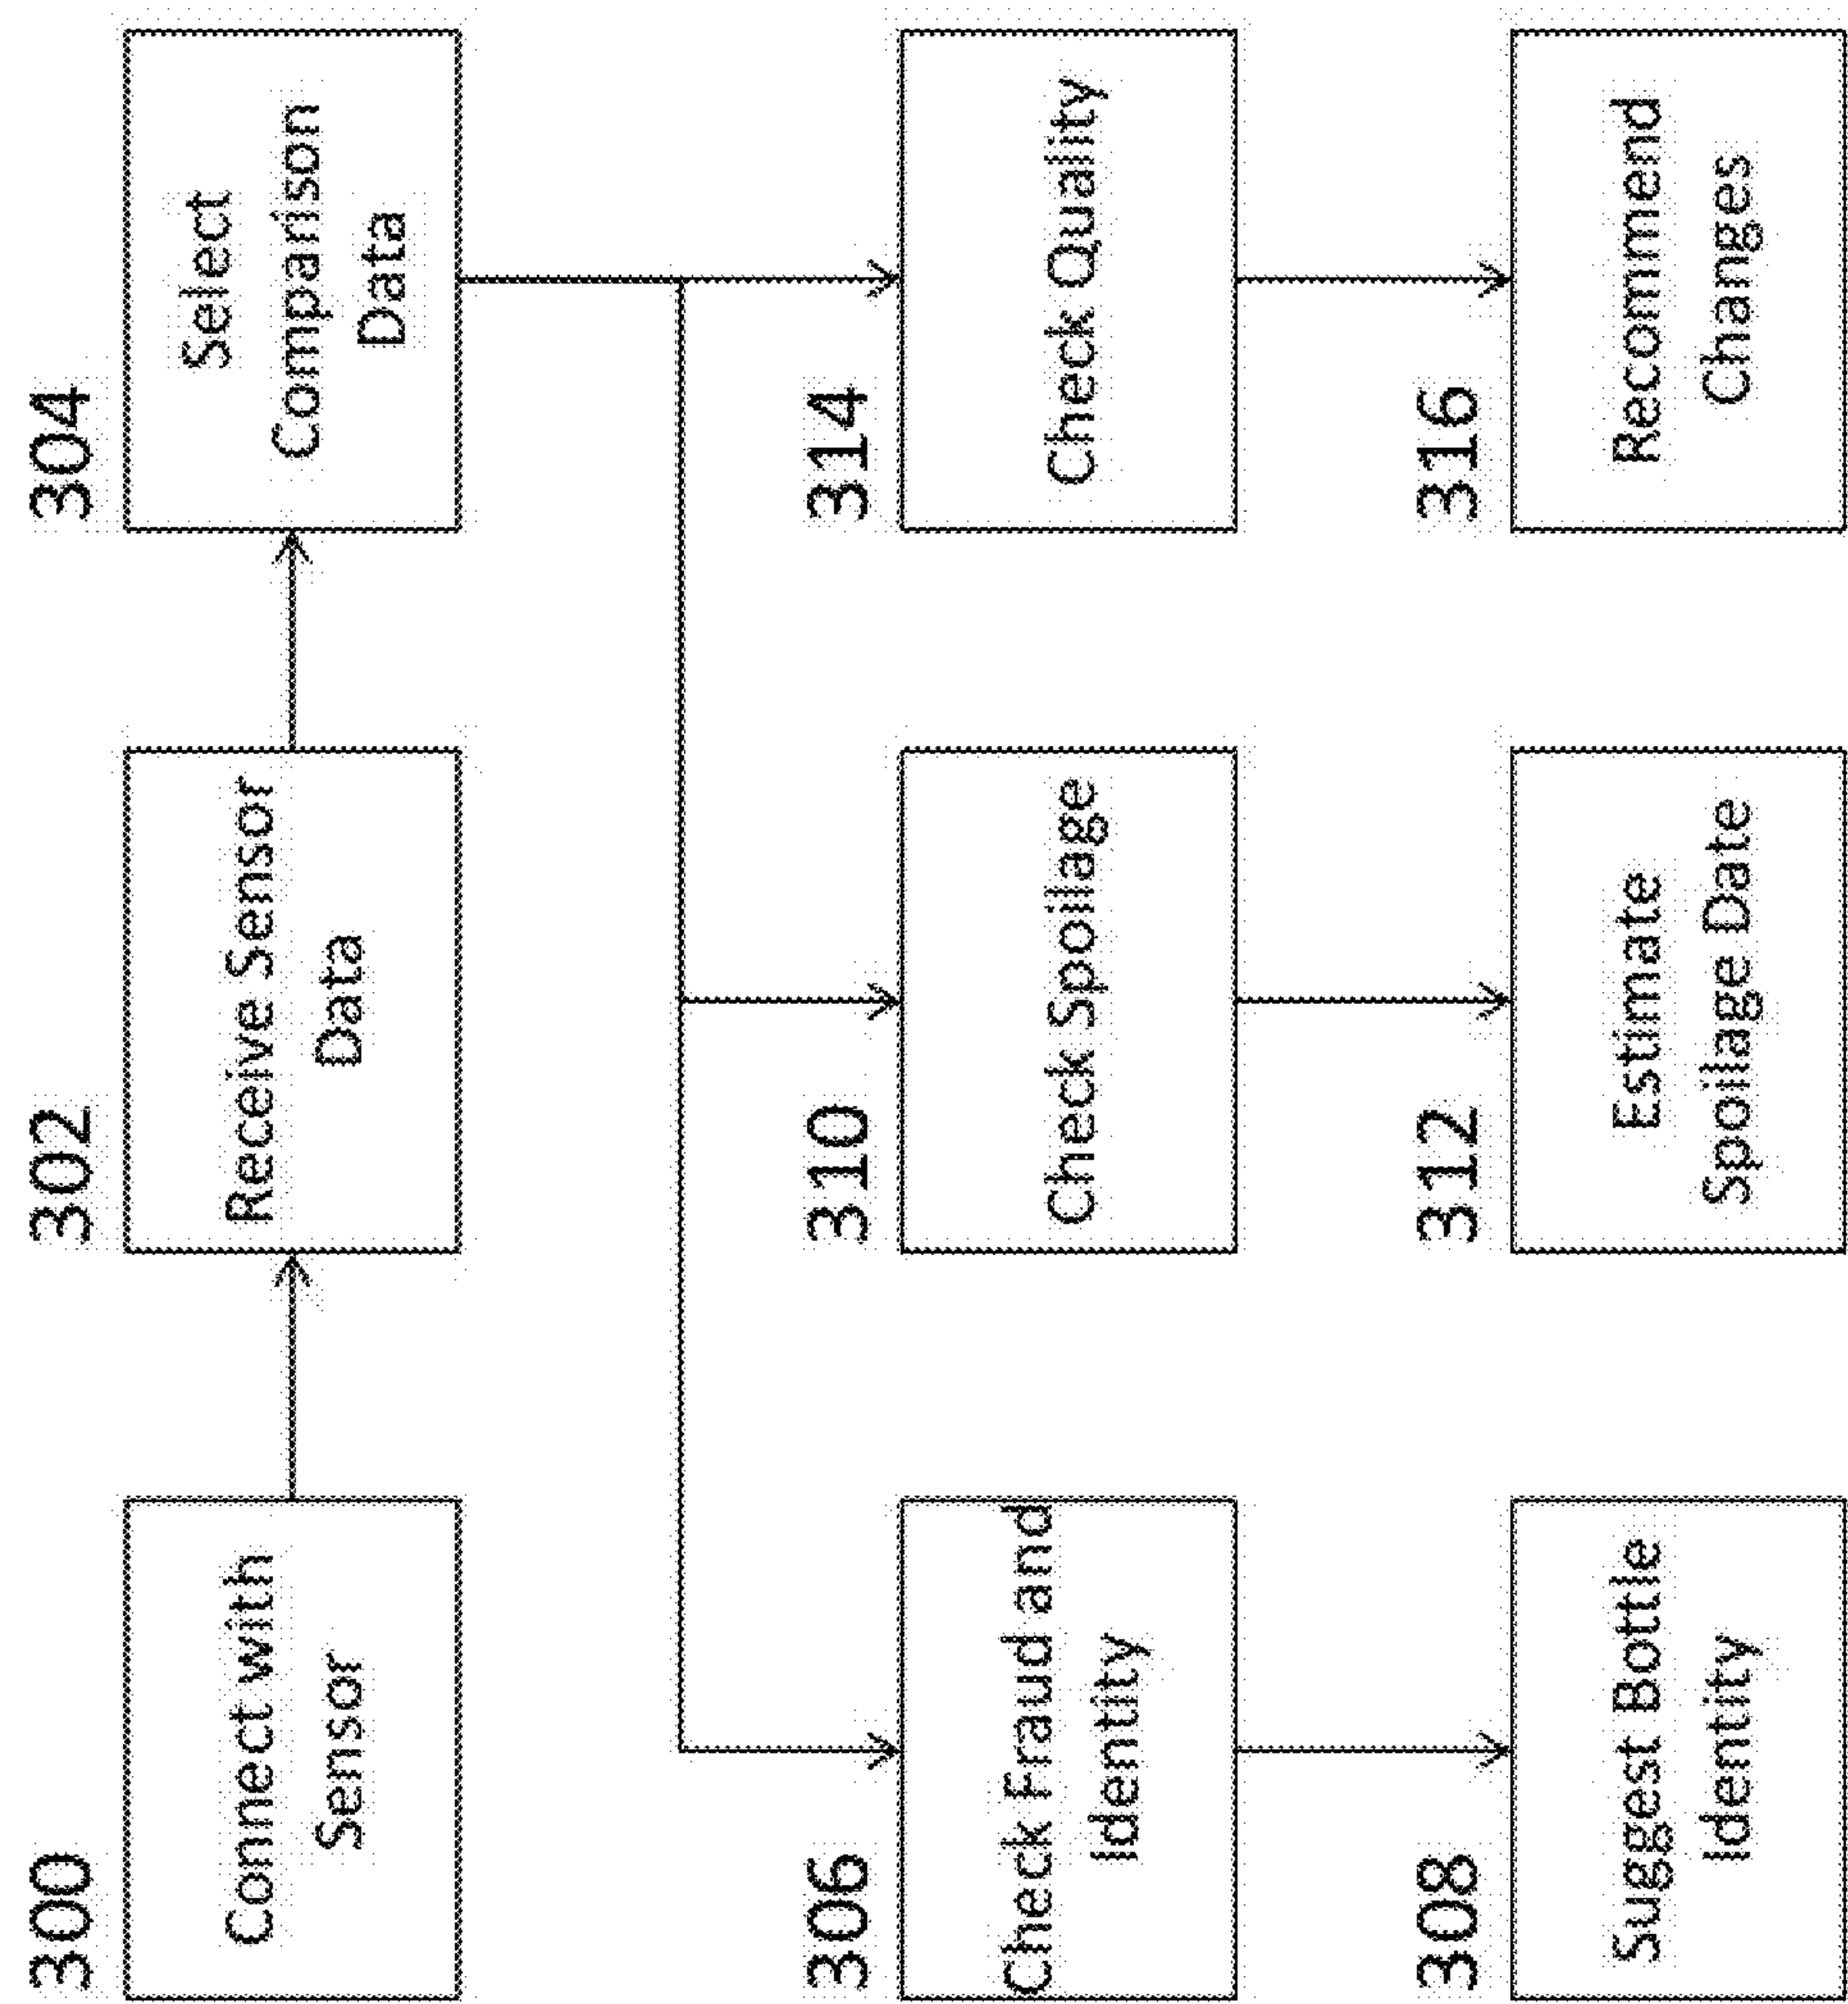 300
Connect with
Sensor
302
Receive Sensor
Data
304
Select
Comparison
Data
306
Check Fraud and
Identity
310
Check Spoilage
314
Check Quality
308
Suggest Bottle
Identity
312
Estimate
Spoilage Date
316
Recommend
Changes